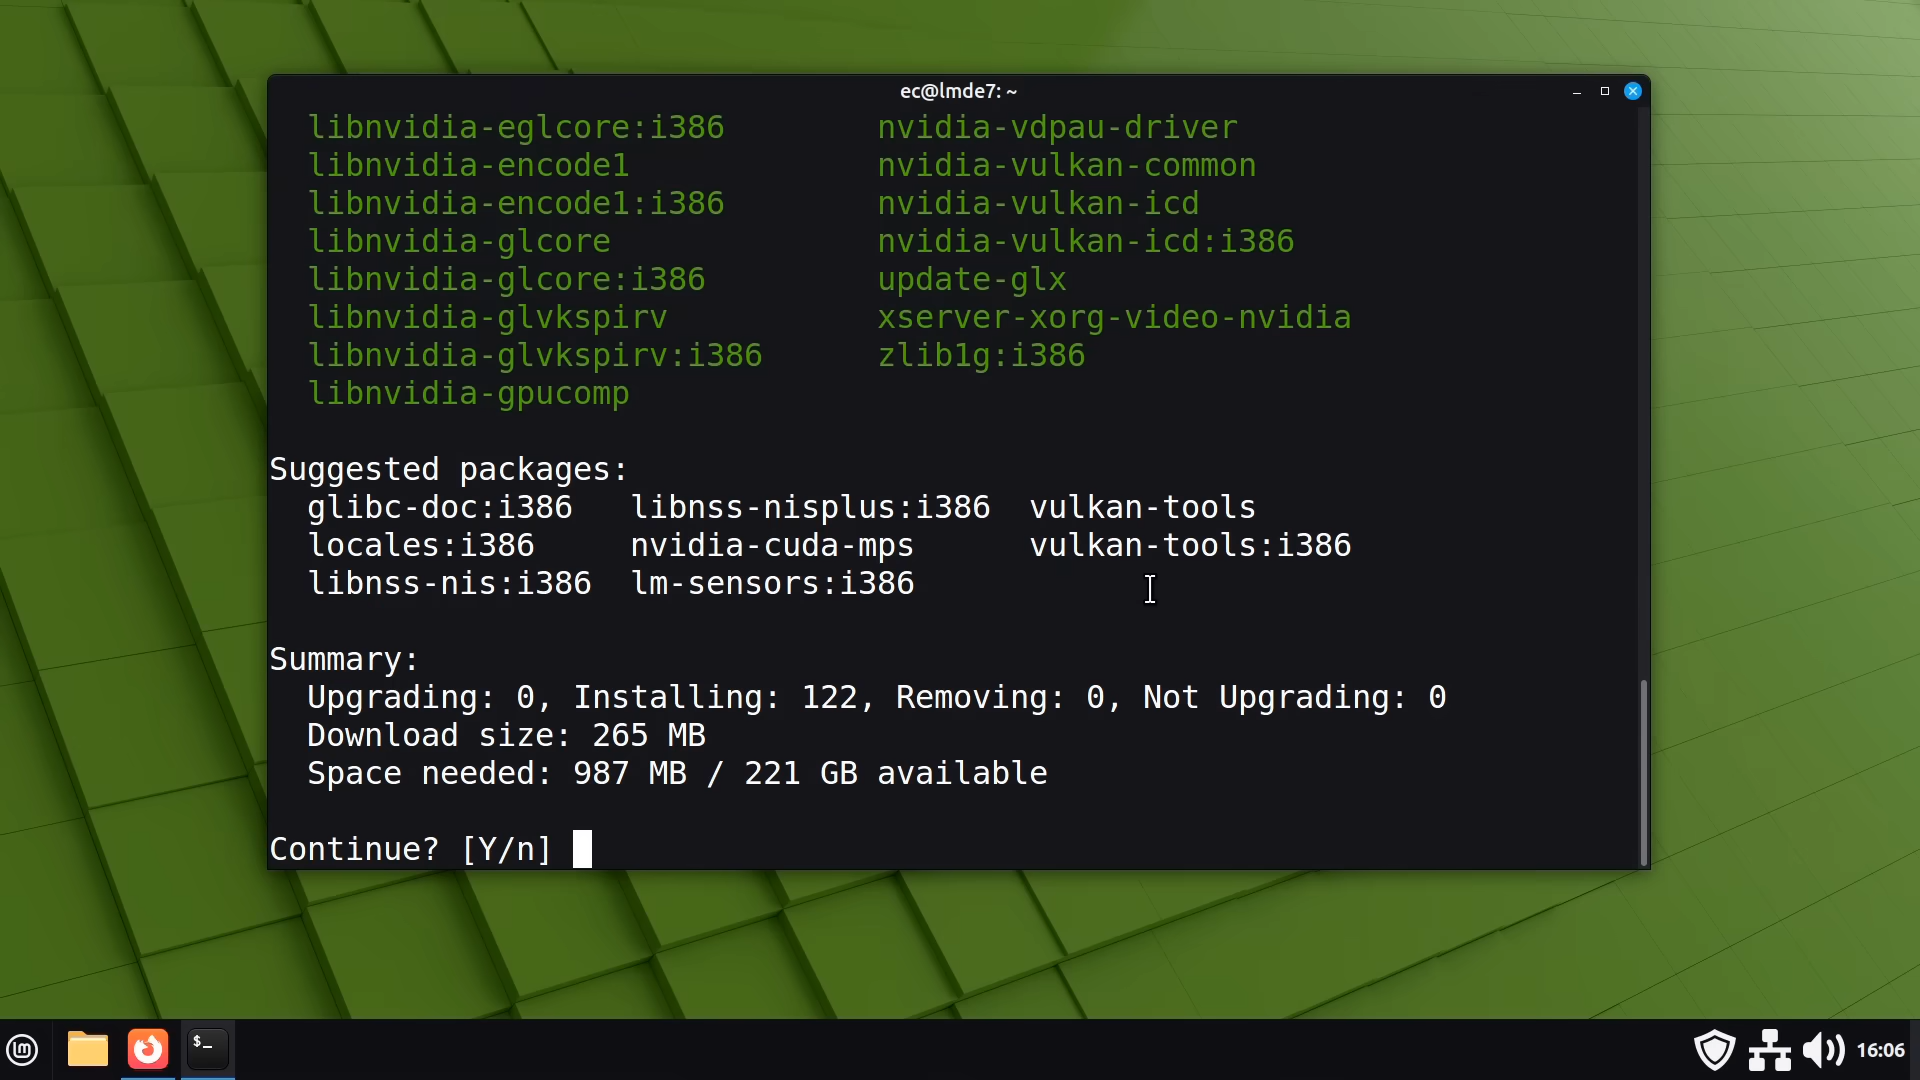 ec@lmde7: ~
libnvidia-eglcore:i386 nvidia-vdpau-driver
libnvidia-encode1 nvidia-vulkan-common
libnvidia-encode1:i386 nvidia-vulkan-icd
libnvidia-glcore nvidia-vulkan-icd:i386
libnvidia-glcore:i386 update-glx
libnvidia-glvkspirv xserver-xorg-video-nvidia
libnvidia-glvkspirv:i386 zlib1g:i386
libnvidia-gpucomp
Suggested packages:
glibc-doc:i386 libnss-nisplus:i386 vulkan-tools
locales:i386 nvidia-cuda-mps vulkan-tools:i386
libnss-nis:i386 lm-sensors:i386
Summary:
Upgrading: 0, Installing: 122, Removing: 0, Not Upgrading: 0
Download size: 265 MB
Space needed: 987 MB / 221 GB available
Continue? [Y/n]
$_
16:06